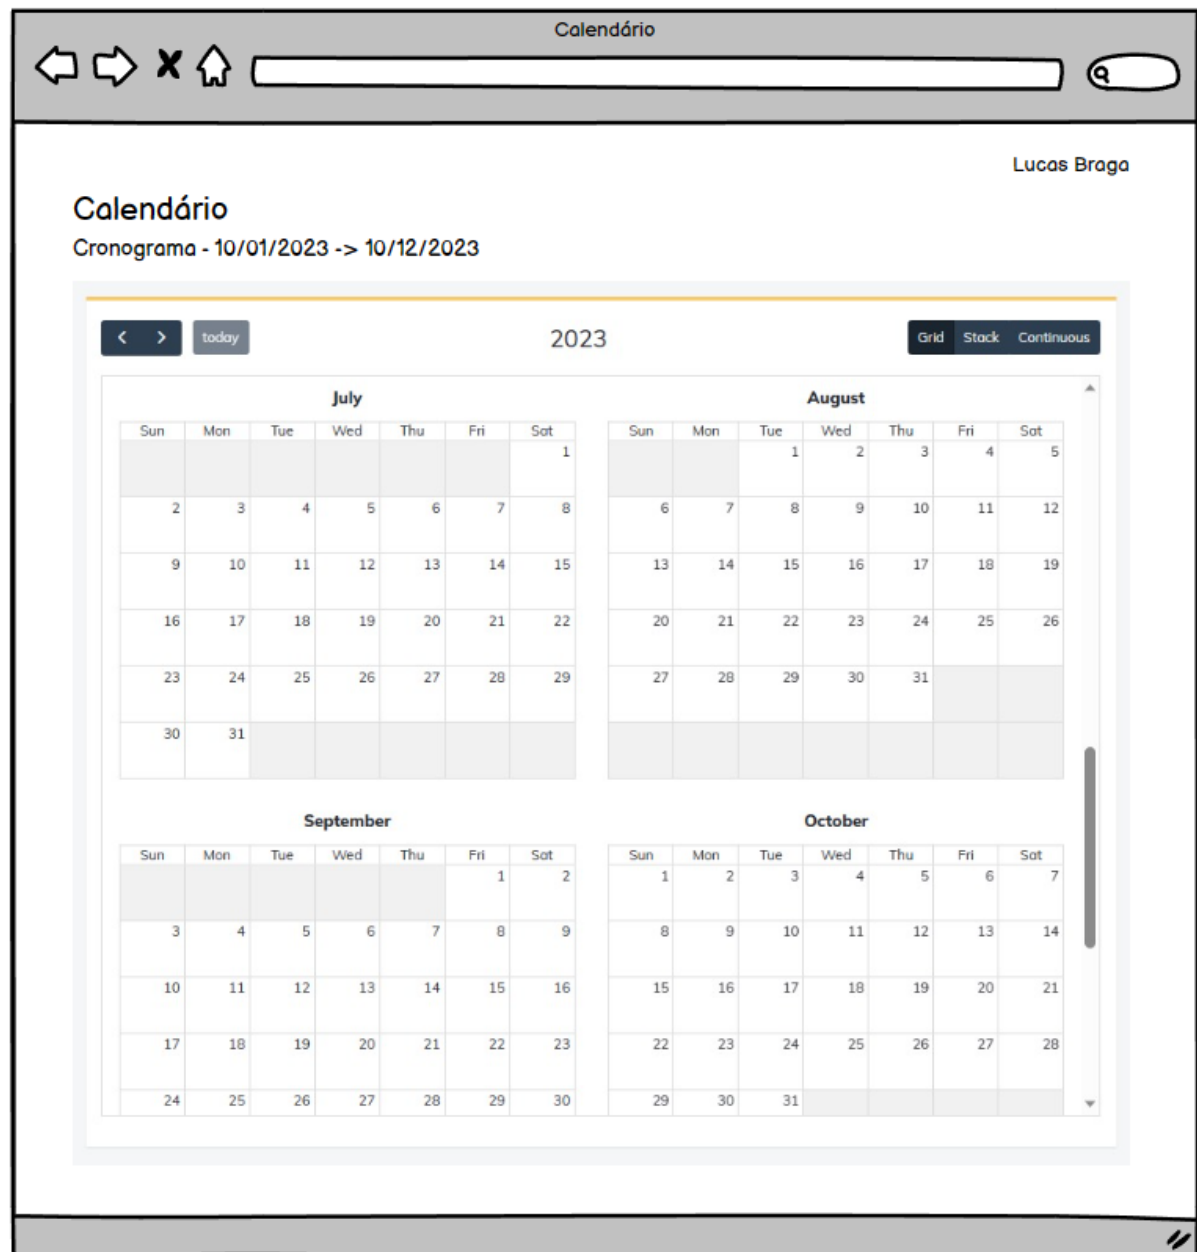 Calendário
Lucas Braga
Calendário
Cronograma - 10/01/2023 -> 10/12/2023
today
2023
Grid Stack Continuous
July
Sun Mon Tue Wed Thu Fri Sat
1
2 3 4 5 6 7 8
9 10 11 12 13 14 15
16 17 18 19 20 21 22
23 24 25 26 27 28 29
30 31
August
Sun Mon Tue Wed Thu Fri Sat
1 2 3 4 5
6 7 8 9 10 11 12
13 14 15 16 17 18 19
20 21 22 23 24 25 26
27 28 29 30 31
September
Sun Mon Tue Wed Thu Fri Sat
1 2
3 4 5 6 7 8 9
10 11 12 13 14 15 16
17 18 19 20 21 22 23
24 25 26 27 28 29 30
October
Sun Mon Tue Wed Thu Fri Sat
1 2 3 4 5 6 7
8 9 10 11 12 13 14
15 16 17 18 19 20 21
22 23 24 25 26 27 28
29 30 31